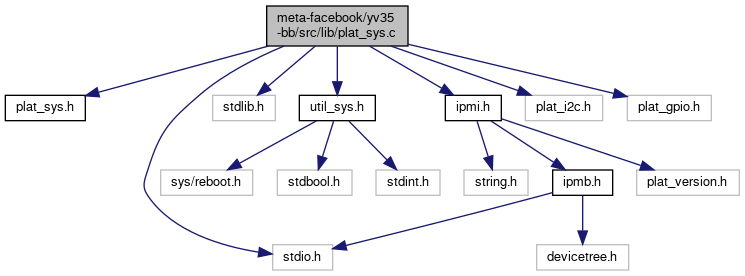 meta-facebook/yv35
-bb/src/lib/plat_sys.c
plat_sys.h
stdlib.h
util_sys.h
ipmi.h
plat_i2c.h
plat_gpio.h
sys/reboot.h
stdbool.h
stdint.h
string.h
ipmb.h
plat_version.h
stdio.h
devicetree.h